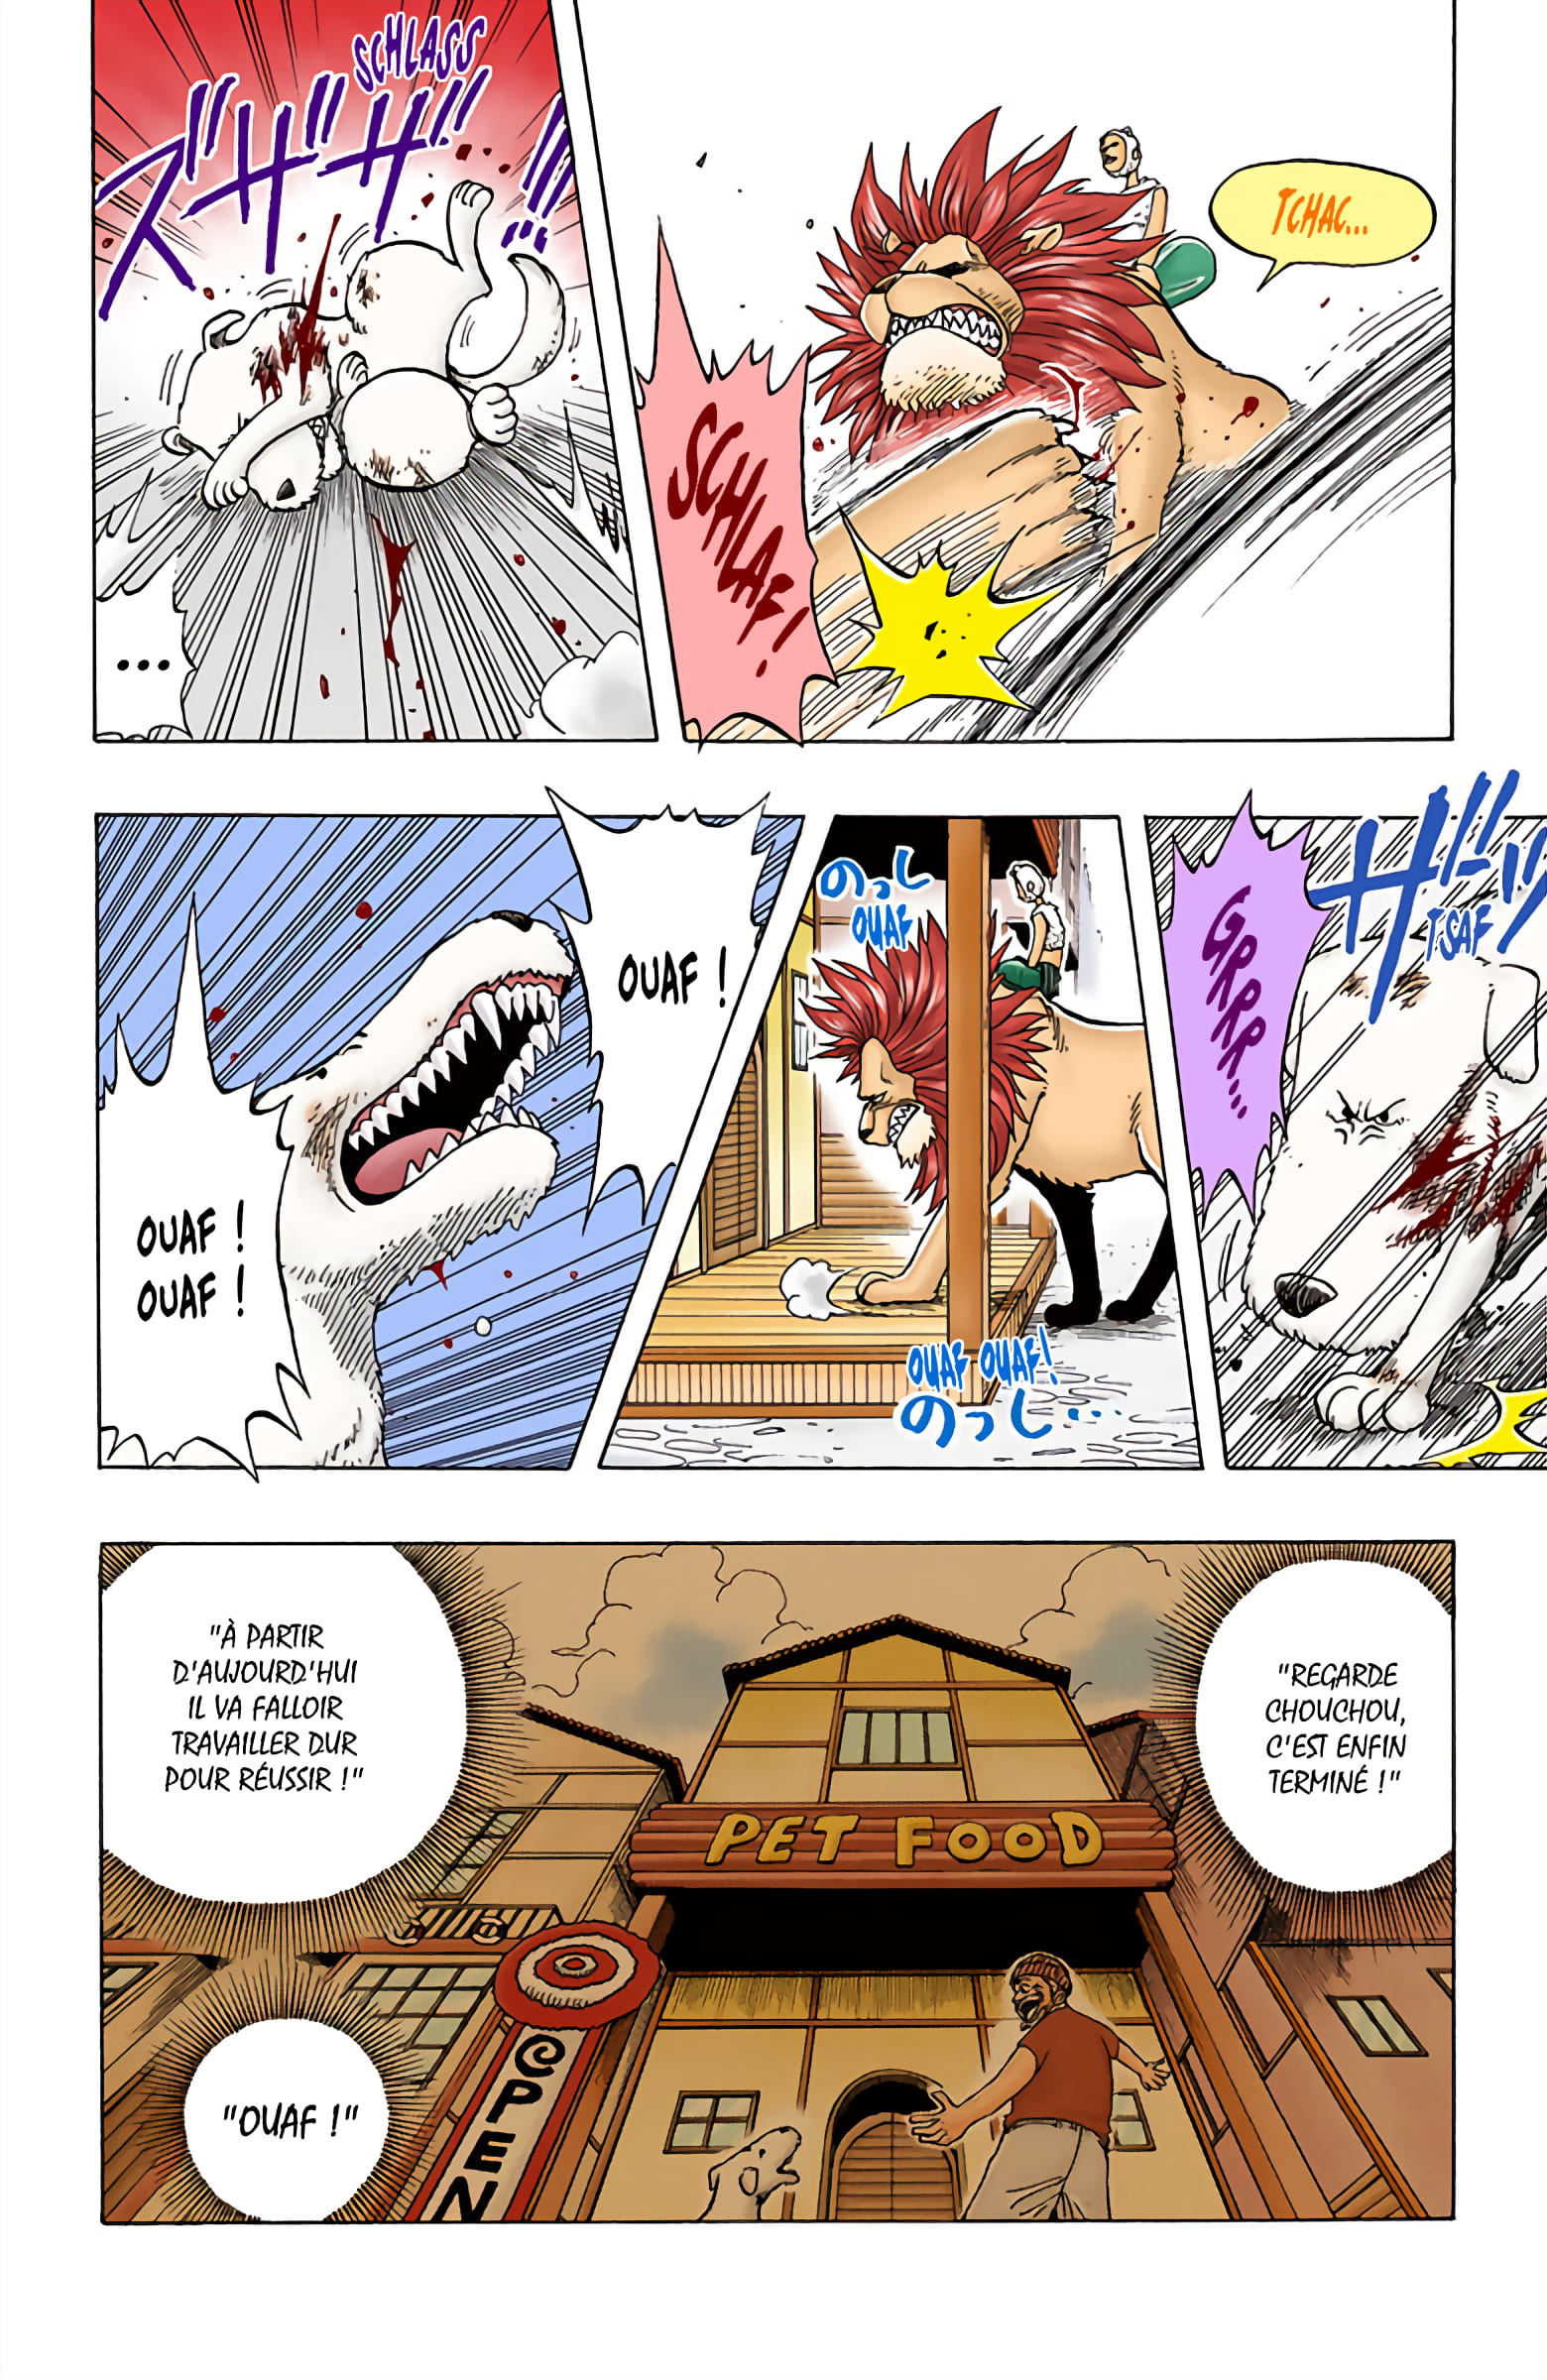 TCHAC...
SCHLAF !
SCHLASS
ズザザ!!
...
GRRR...
ザーッ
TSAF
のっし
OUAF
OUAF OUAF!
のっし...
OUAF !
OUAF !
OUAF !
"REGARDE
CHOUCHOU,
C'EST ENFIN
TERMINÉ !"
PET FOOD
"À PARTIR
D'AUJOURD'HUI
IL VA FALLOIR
TRAVAILLER DUR
POUR RÉUSSIR !"
OPEN
"OUAF !"